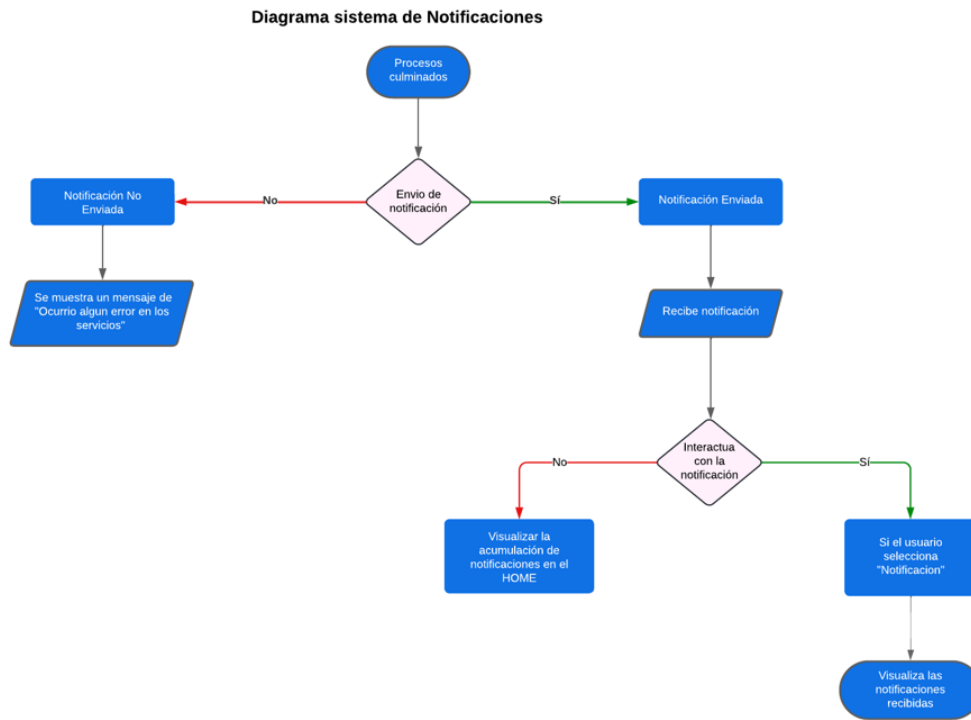 Diagrama sistema de Notificaciones
Procesos
culminados
Notificación No
Enviada
No
Envio de
notificación
Sí
Notificación Enviada
Se muestra un mensaje de
"Ocurrio algun error en los
servicios"
Recibe notificación
Interactua
con la
notificación
No
Sí
Visualizar la
acumulación de
notificaciones en el
HOME
Si el usuario
selecciona
"Notificacion"
Visualiza las
notificaciones
recibidas